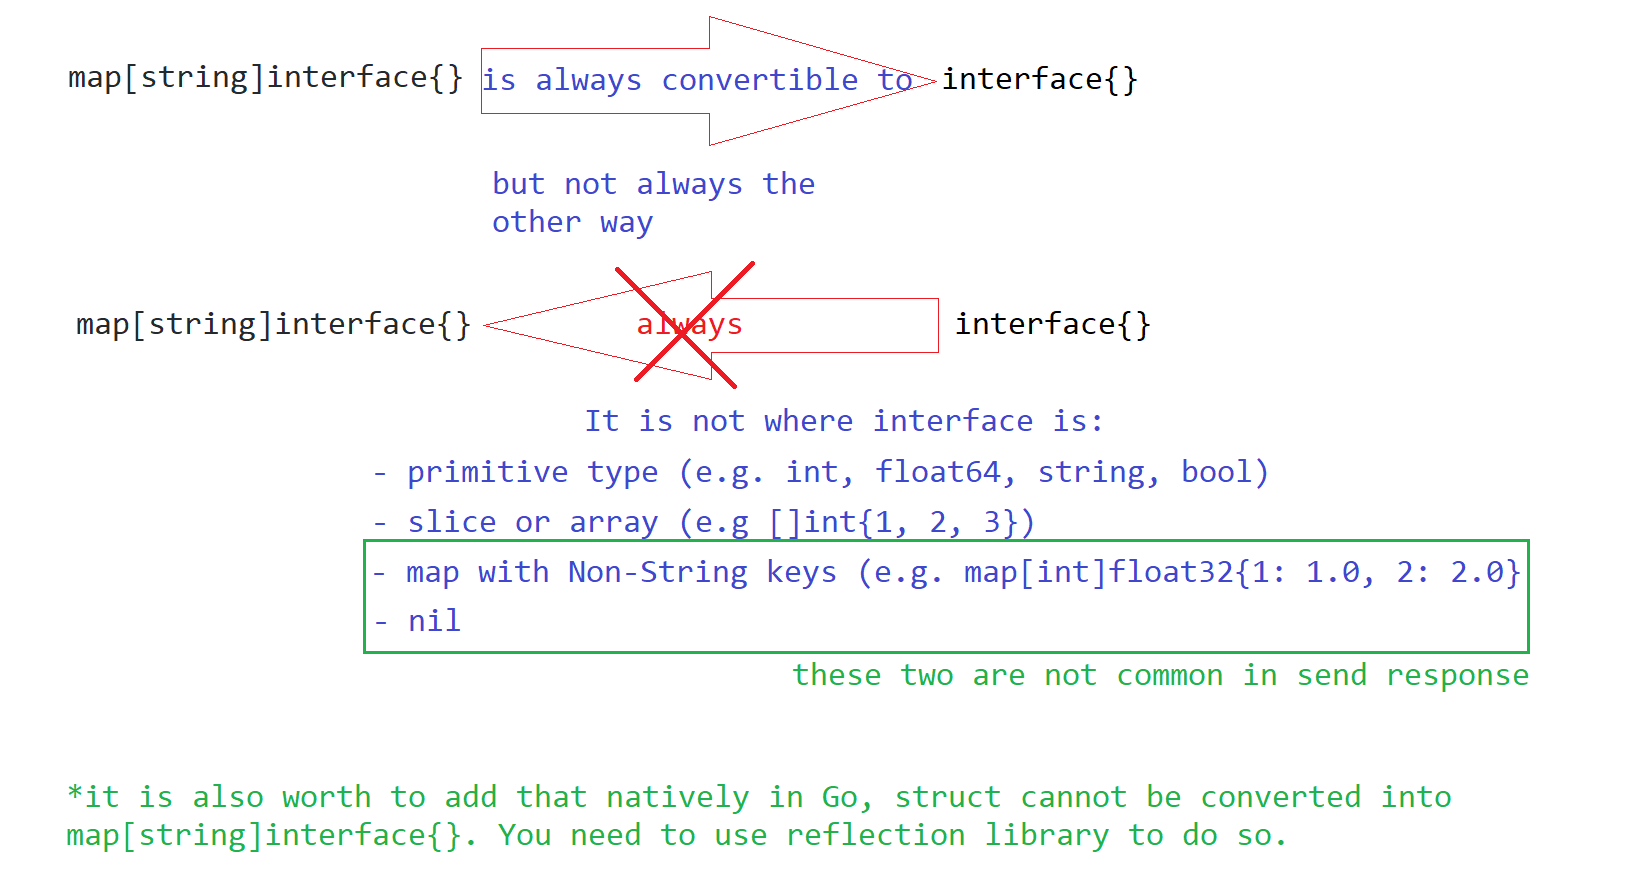 map[string]interface{} is always convertible to interface{}
but not always the
other way
map[string]interface{} always interface{}
It is not where interface is:
- primitive type (e.g. int, float64, string, bool)
- slice or array (e.g []int{1, 2, 3})
- map with Non-String keys (e.g. map[int]float32{1: 1.0, 2: 2.0}
- nil
these two are not common in send response
*it is also worth to add that natively in Go, struct cannot be converted into
map[string]interface{}. You need to use reflection library to do so.